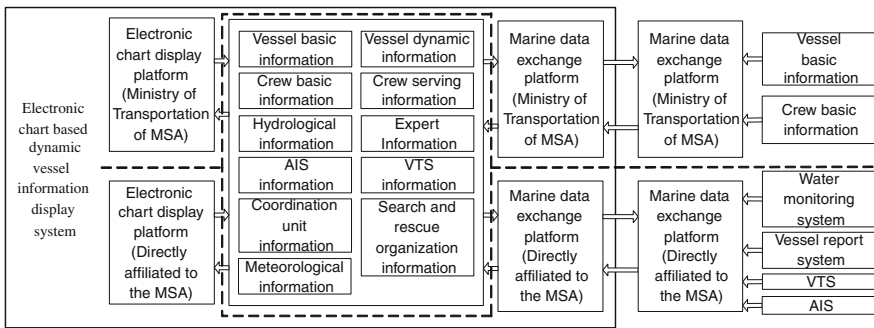 Electronic
chart based
dynamic
vessel
information
display
system
Electronic
chart display
platform
(Ministry of
Transportation
of MSA)
Electronic
chart display
platform
(Directly
affiliated to
the MSA)
Vessel basic
information
Vessel dynamic
information
Crew basic
information
Crew serving
information
Hydrological
information
Expert
Information
AIS
information
VTS
information
Coordination
unit
information
Search and
rescue
organization
information
Meteorological
information
Marine data
exchange
platform
(Ministry of
Transportation
of MSA)
Marine data
exchange
platform
(Directly
affiliated to
the MSA)
Marine data
exchange
platform
(Ministry of
Transportation
of MSA)
Marine data
exchange
platform
(Directly
affiliated to
the MSA)
Vessel
basic
information
Crew basic
information
Water
monitoring
system
Vessel report
system
VTS
AIS